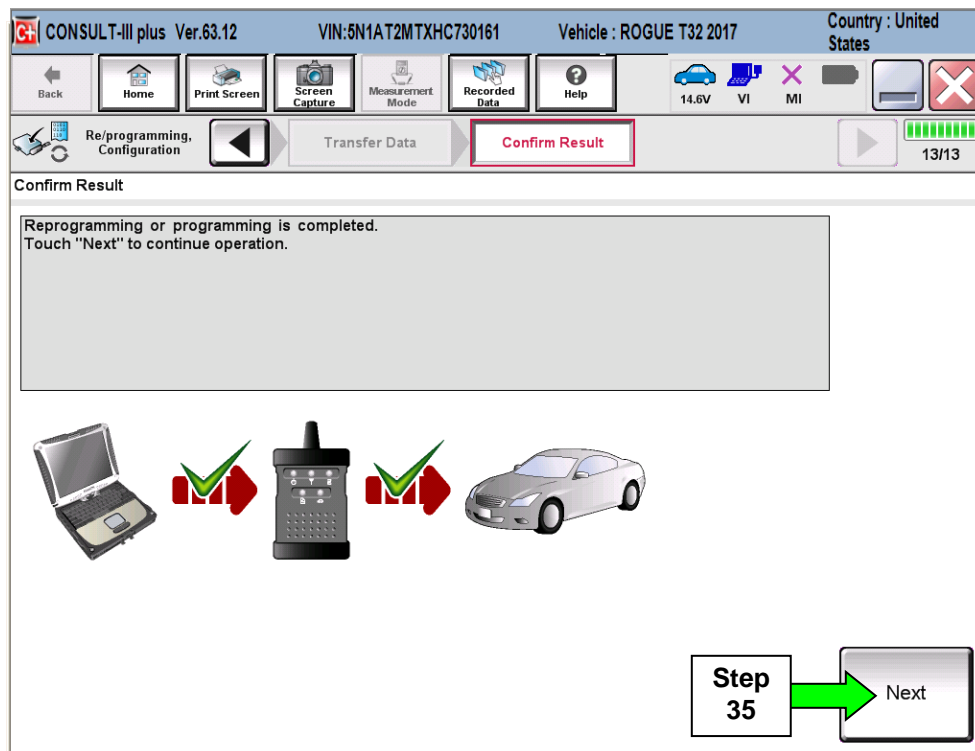 C+ CONSULT-III plus Ver.63.12 VIN:5N1AT2MTXHC730161 Vehicle : ROGUE T32 2017 Country : United
States
Back
Home
Print Screen
Screen
Capture
Measurement
Mode
Recorded
Data
Help
14.6V VI MI
Re/programming,
Configuration
Transfer Data
Confirm Result
13/13
Confirm Result
Reprogramming or programming is completed.
Touch "Next" to continue operation.
Step
35
Next